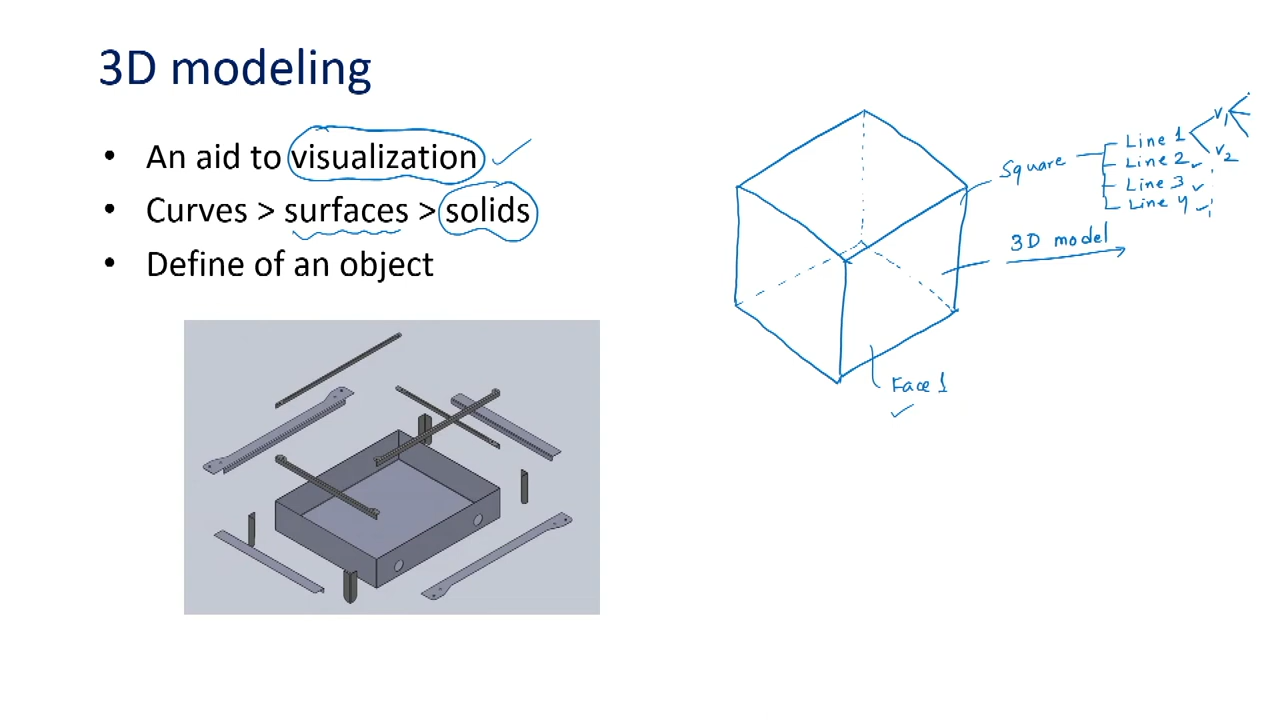 3D modeling
• An aid to visualization
• Curves > surfaces > solids
• Define of an object
Square
Line 1
Line 2
Line 3
Line 4
V1
V2
3D model
Face 1